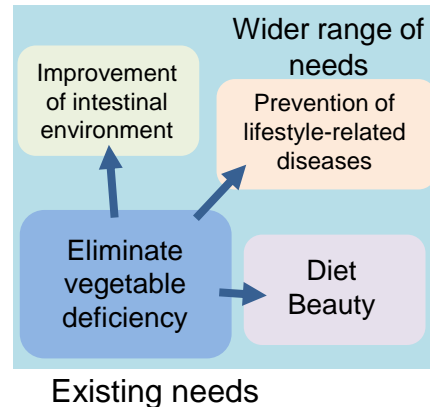 Wider range of
needs
Improvement
of intestinal
environment
Prevention of
lifestyle-related
diseases
Eliminate
vegetable
deficiency
Diet
Beauty
Existing needs